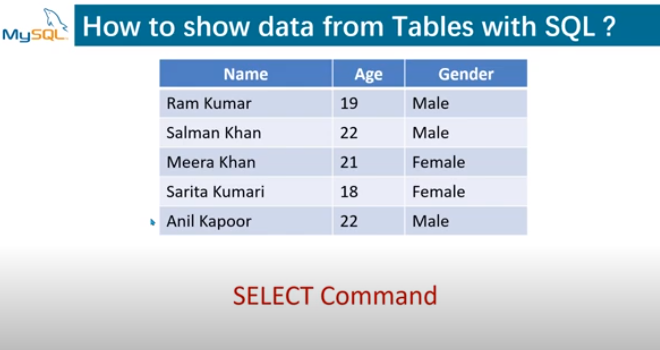 MySQL
How to show data from Tables with SQL ?
Name Age Gender
Ram Kumar 19 Male
Salman Khan 22 Male
Meera Khan 21 Female
Sarita Kumari 18 Female
Anil Kapoor 22 Male
SELECT Command